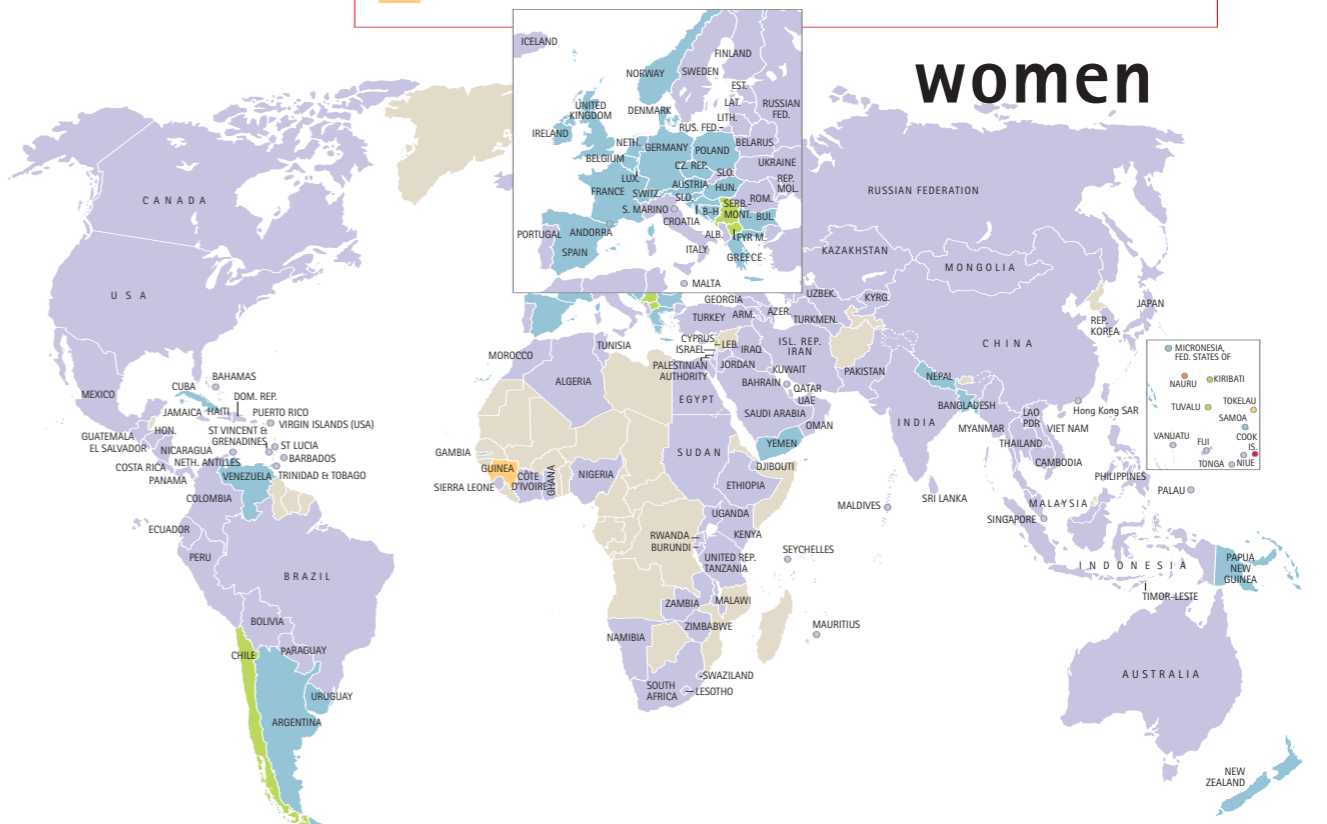 women
ICELAND
FINLAND
NORWAY
SWEDEN
EST.
UNITED
KINGDOM
DENMARK
LAT.
RUSSIAN
FED.
LITH.
RUS. FED.
IRELAND
NETH.
GERMANY
POLAND
BELARUS
BELGIUM
CZ. REP.
UKRAINE
LUX.
SLO.
REP.
MOL.
FRANCE
SWITZ.
AUSTRIA
HUN.
SLO.
ROM.
S. MARINO
B-H
SERB.-
MONT.
BUL.
CROATIA
PORTUGAL
ANDORRA
ALB.
FYR M.
SPAIN
ITALY
GREECE
MALTA
CANADA
USA
MEXICO
CUBA
BAHAMAS
DOM. REP.
JAMAICA
HAITI
PUERTO RICO
VIRGIN ISLANDS (USA)
HON.
GUATEMALA
EL SALVADOR
ST VINCENT &
GRENADINES
ST LUCIA
NICARAGUA
BARBADOS
COSTA RICA
NETH. ANTILLES
PANAMA
VENEZUELA
TRINIDAD & TOBAGO
COLOMBIA
ECUADOR
PERU
BRAZIL
BOLIVIA
CHILE
PARAGUAY
URUGUAY
ARGENTINA
MOROCCO
TUNISIA
ALGERIA
EGYPT
GAMBIA
GUINEA
SIERRA LEONE
CÔTE
D'IVOIRE
GHANA
NIGERIA
SUDAN
DJIBOUTI
ETHIOPIA
UGANDA
KENYA
RWANDA
BURUNDI
UNITED REP.
TANZANIA
SEYCHELLES
ZAMBIA
MALAWI
ZIMBABWE
NAMIBIA
MAURITIUS
SWAZILAND
SOUTH
AFRICA
LESOTHO
GEORGIA
TURKEY
ARM.
AZER.
UZBEK.
KYRG.
TURKMEN.
CYPRUS
LEB.
ISRAEL
IRAQ
ISL. REP.
IRAN
PALESTINIAN
AUTHORITY
JORDAN
KUWAIT
PAKISTAN
BAHRAIN
QATAR
UAE
SAUDI ARABIA
OMAN
YEMEN
RUSSIAN FEDERATION
KAZAKHSTAN
MONGOLIA
JAPAN
REP.
KOREA
CHINA
NEPAL
BANGLADESH
INDIA
MYANMAR
LAO
PDR
Hong Kong SAR
VIET NAM
THAILAND
CAMBODIA
PHILIPPINES
MALDIVES
SRI LANKA
MALAYSIA
PALAU
SINGAPORE
INDONESIA
PAPUA
NEW
GUINEA
TIMOR-LESTE
AUSTRALIA
NEW
ZEALAND
MICRONESIA,
FED. STATES OF
NAURU
KIRIBATI
TUVALU
TOKELAU
SAMOA
VANUATU
FIJI
COOK
IS.
TONGA
NIUE